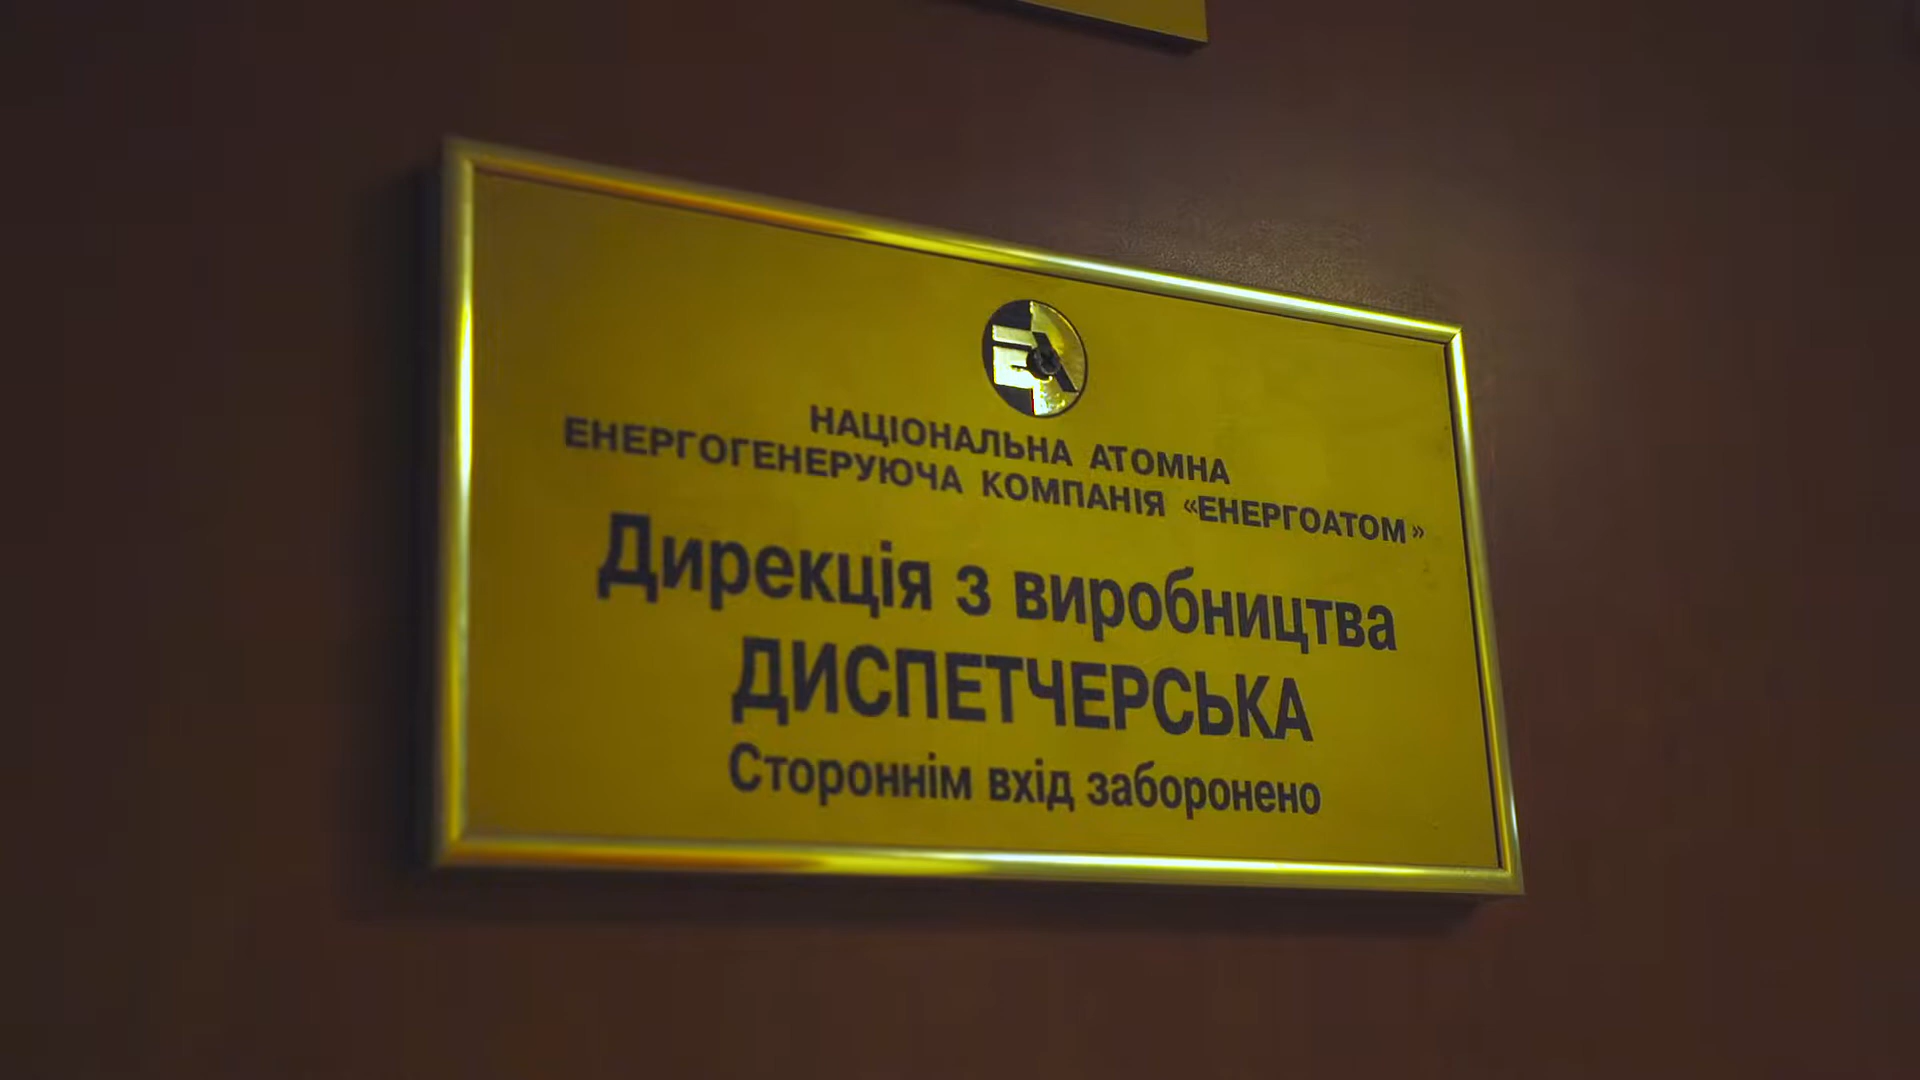 НАЦІОНАЛЬНА АТОМНА
ЕНЕРГОГЕНЕРУЮЧА КОМПАНІЯ «ЕНЕРГОАТОМ»
Дирекція з виробництва
ДИСПЕТЧЕРСЬКА
Стороннім вхід заборонено